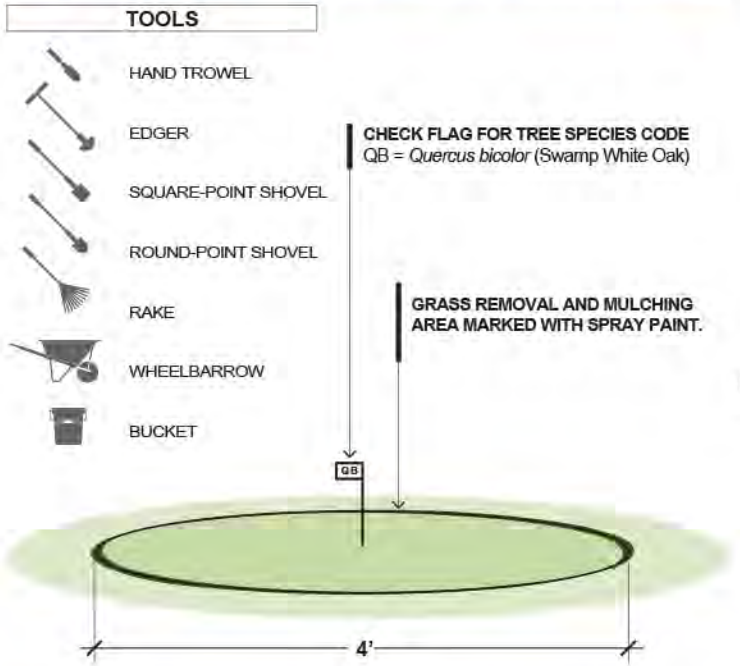 TOOLS
HAND TROWEL
EDGER
SQUARE-POINT SHOVEL
ROUND-POINT SHOVEL
RAKE
WHEELBARROW
BUCKET
CHECK FLAG FOR TREE SPECIES CODE
QB = Quercus bicolor (Swamp White Oak)
GRASS REMOVAL AND MULCHING
AREA MARKED WITH SPRAY PAINT.
QB
4'